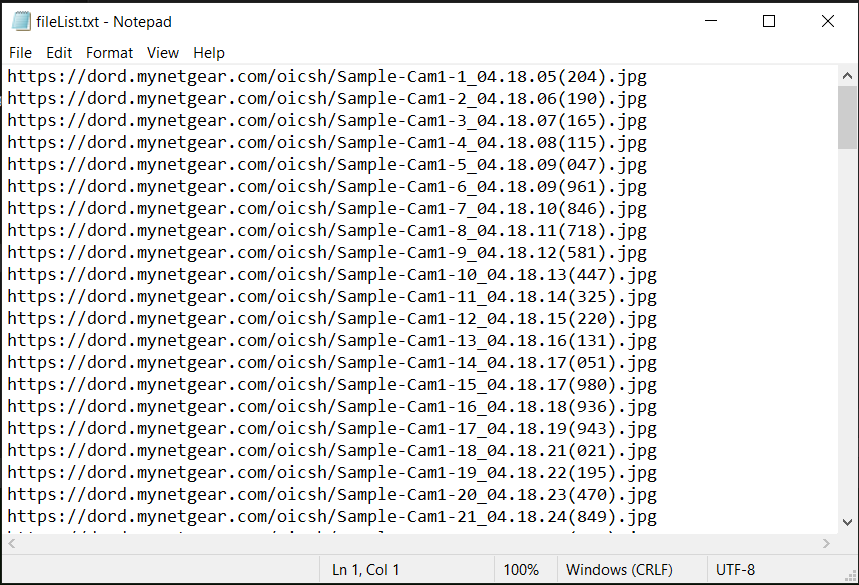 fileList.txt - Notepad
File Edit Format View Help
https://dord.mynetgear.com/oicsh/Sample-Cam1-1_04.18.05(204).jpg
https://dord.mynetgear.com/oicsh/Sample-Cam1-2_04.18.06(190).jpg
https://dord.mynetgear.com/oicsh/Sample-Cam1-3_04.18.07(165).jpg
https://dord.mynetgear.com/oicsh/Sample-Cam1-4_04.18.08(115).jpg
https://dord.mynetgear.com/oicsh/Sample-Cam1-5_04.18.09(047).jpg
https://dord.mynetgear.com/oicsh/Sample-Cam1-6_04.18.09(961).jpg
https://dord.mynetgear.com/oicsh/Sample-Cam1-7_04.18.10(846).jpg
https://dord.mynetgear.com/oicsh/Sample-Cam1-8_04.18.11(718).jpg
https://dord.mynetgear.com/oicsh/Sample-Cam1-9_04.18.12(581).jpg
https://dord.mynetgear.com/oicsh/Sample-Cam1-10_04.18.13(447).jpg
https://dord.mynetgear.com/oicsh/Sample-Cam1-11_04.18.14(325).jpg
https://dord.mynetgear.com/oicsh/Sample-Cam1-12_04.18.15(220).jpg
https://dord.mynetgear.com/oicsh/Sample-Cam1-13_04.18.16(131).jpg
https://dord.mynetgear.com/oicsh/Sample-Cam1-14_04.18.17(051).jpg
https://dord.mynetgear.com/oicsh/Sample-Cam1-15_04.18.17(980).jpg
https://dord.mynetgear.com/oicsh/Sample-Cam1-16_04.18.18(936).jpg
https://dord.mynetgear.com/oicsh/Sample-Cam1-17_04.18.19(943).jpg
https://dord.mynetgear.com/oicsh/Sample-Cam1-18_04.18.21(021).jpg
https://dord.mynetgear.com/oicsh/Sample-Cam1-19_04.18.22(195).jpg
https://dord.mynetgear.com/oicsh/Sample-Cam1-20_04.18.23(470).jpg
https://dord.mynetgear.com/oicsh/Sample-Cam1-21_04.18.24(849).jpg
Ln 1, Col 1 100% Windows (CRLF) UTF-8